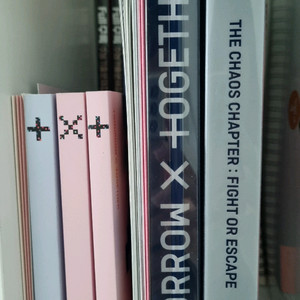 ORROW × TOGETH
THE CHAOS CHAPTER : FIGHT OR ESCAPE